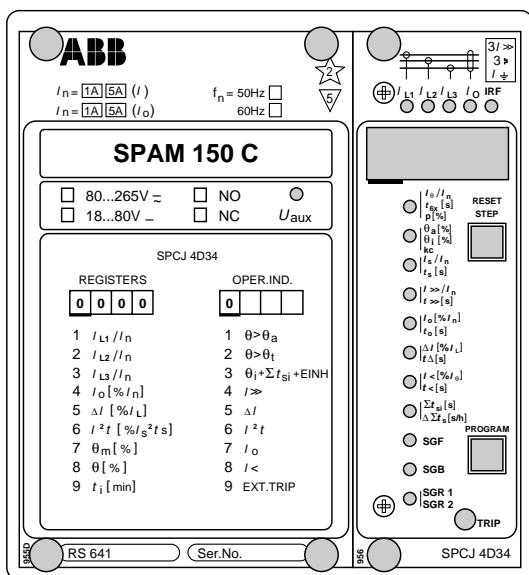 ABB
2
5
In = 1A 5A (I)
fn = 50Hz
In = 1A 5A (Io)
60Hz
SPAM 150 C
80...265V ⎓
NO
18...80V –
NC
Uaux
SPCJ 4D34
REGISTERS
OPER.IND.
0 0 0 0
0
1 IL1/In
1 θ>θa
2 IL2/In
2 θ>θt
3 IL3/In
3 θi+Σtsi+EINH
4 Io[%In]
4 I≫
5 ΔI [%IL]
5 ΔI
6 I²t [%Is²ts]
6 I²t
7 θm[%]
7 Io
8 θ[%]
8 I<
9 ti[min]
9 EXT.TRIP
955D
RS 641
Ser.No.
3I≫
I
IL1 IL2 IL3 Io IRF
Iθ/In
t6x[s]
p[%]
RESET
STEP
θa[%]
θi[%]
kc
Is/In
ts[s]
I≫/In
t≫[s]
Io[%In]
to[s]
ΔI[%IL]
tΔ[s]
I<[%Iθ]
t<[s]
Σtsi[s]
ΔΣts[s/h]
PROGRAM
SGF
SGB
SGR 1
SGR 2
TRIP
956
SPCJ 4D34